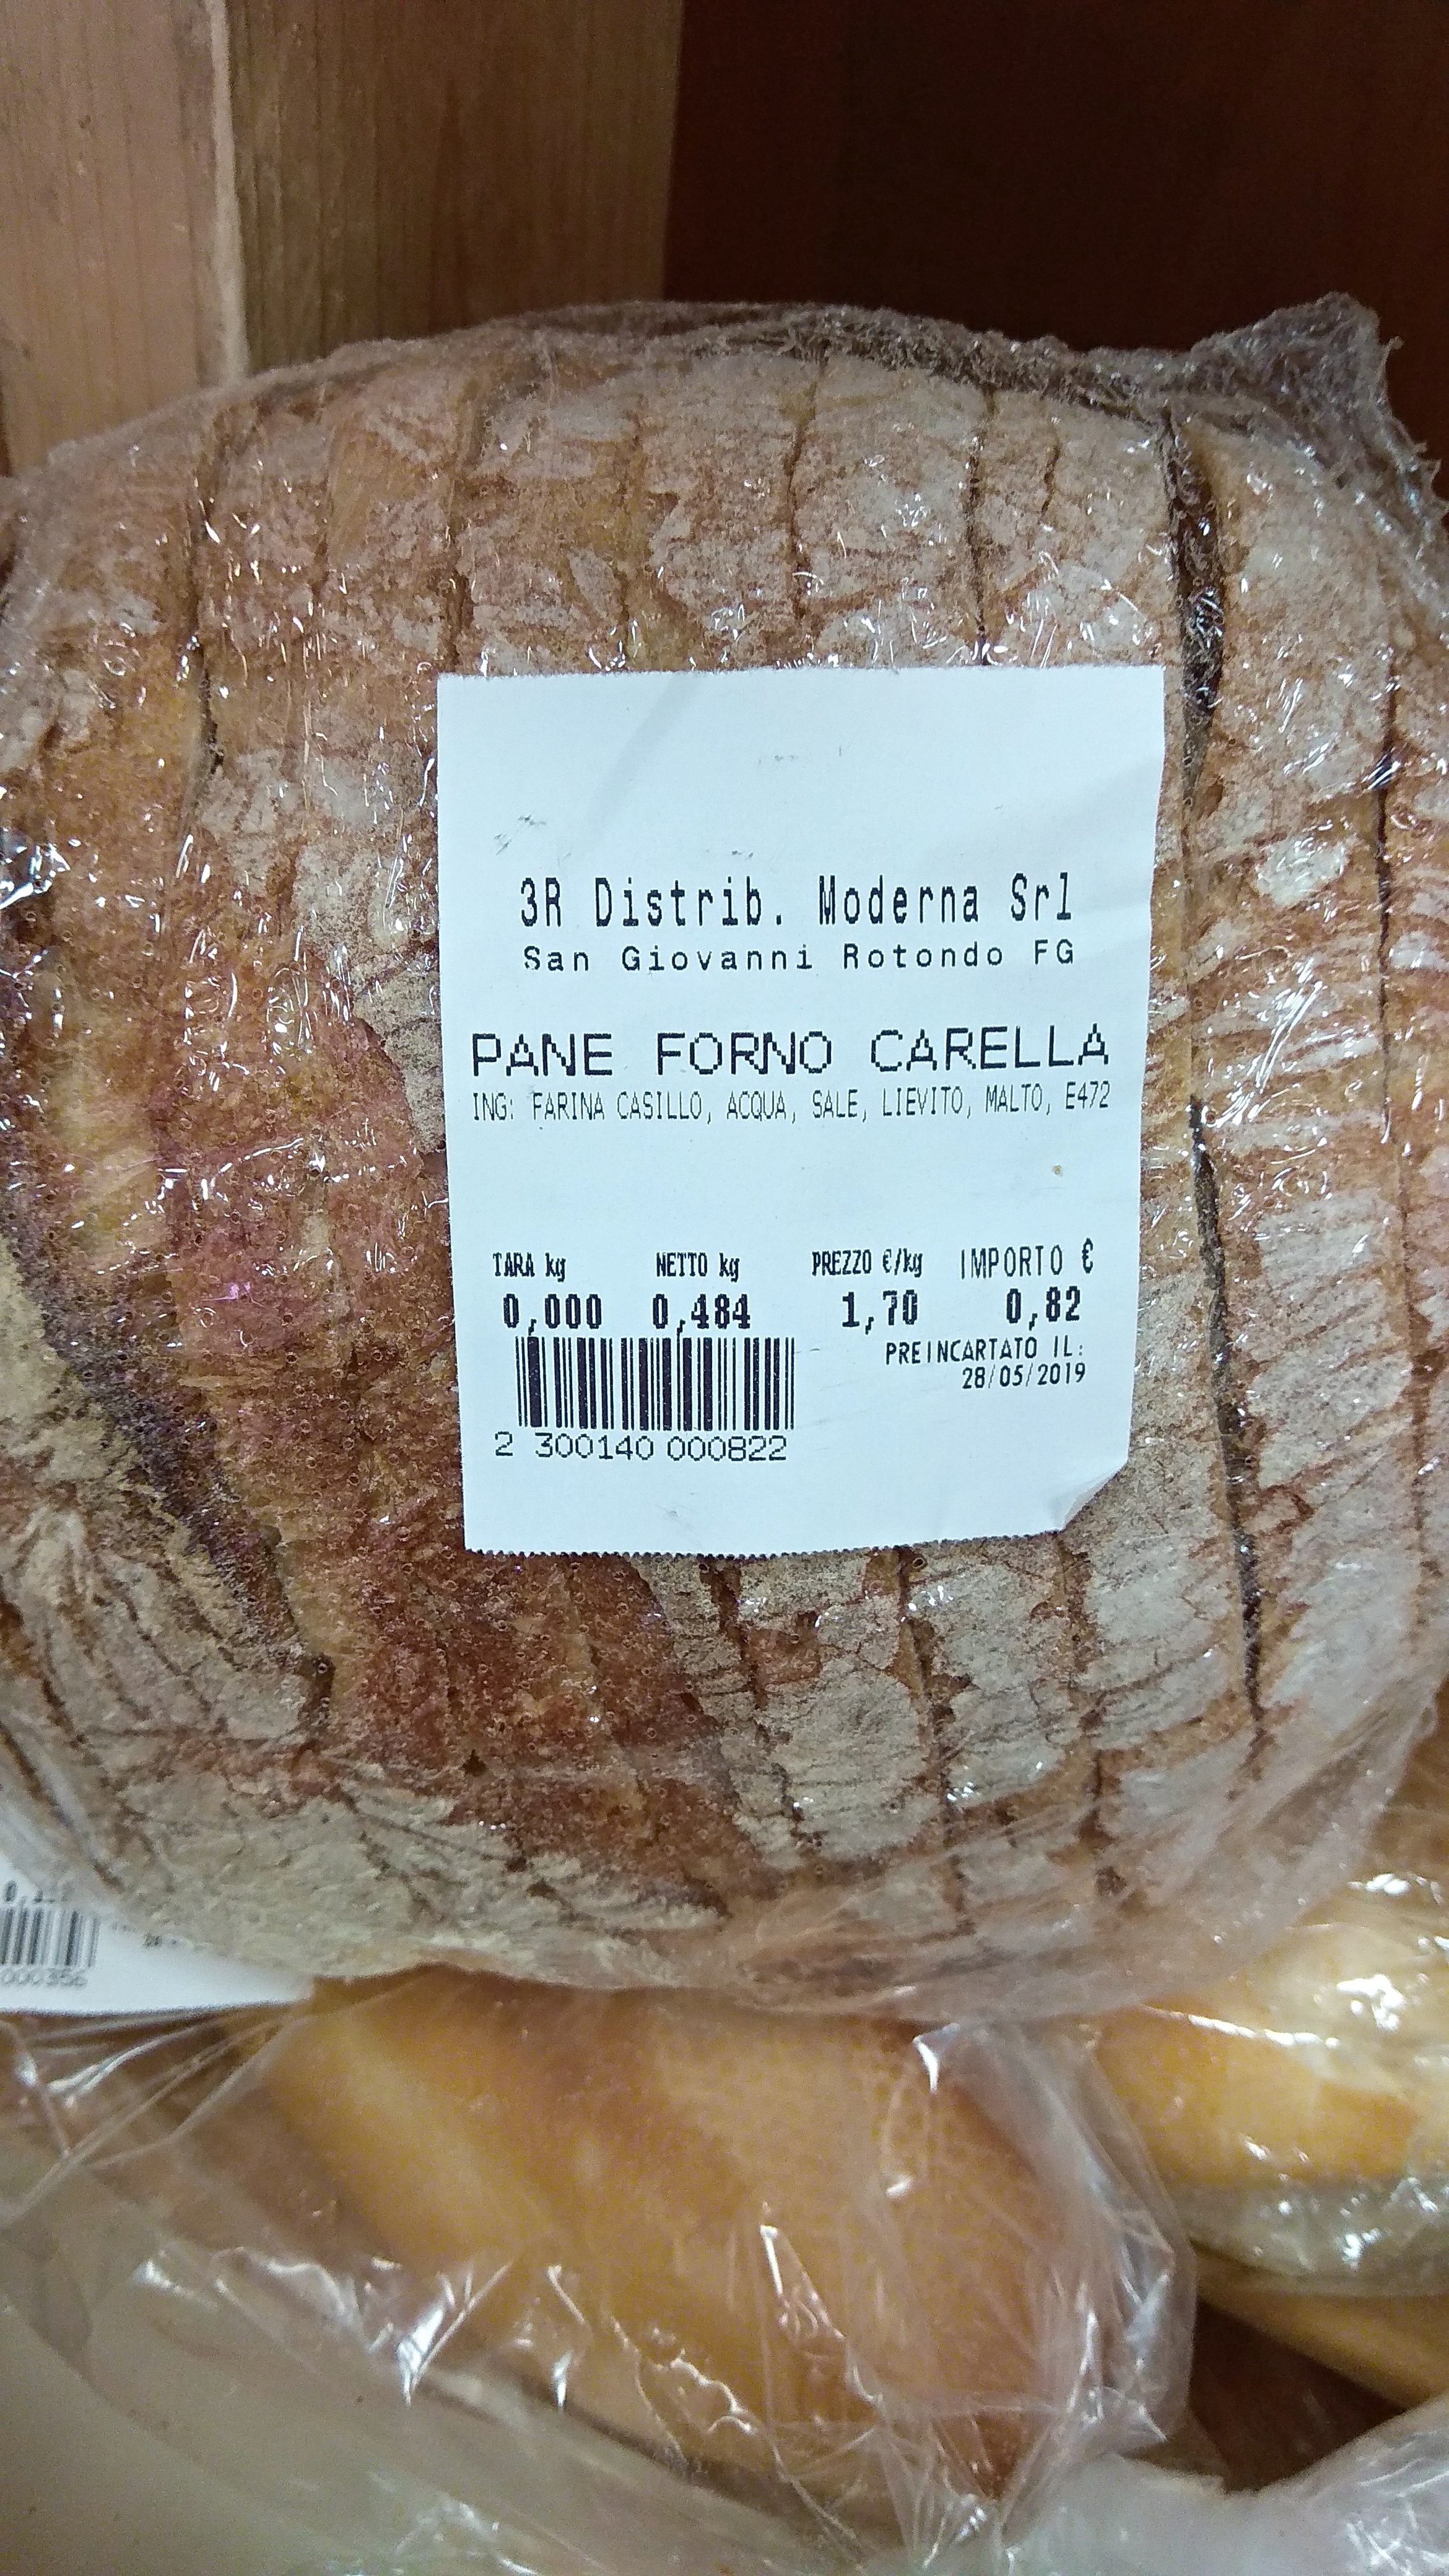 3R Distrib. Moderna Srl
San Giovanni Rotondo FG
PANE FORNO CARELLA
ING: FARINA CASILLO, ACQUA, SALE, LIEVITO, MALTO, E472
TARA kg NETTO kg PREZZO €/kg IMPORTO €
0,000 0,484 1,70 0,82
PREINCARTATO IL:
28/05/2019
2 300140 000822
000356